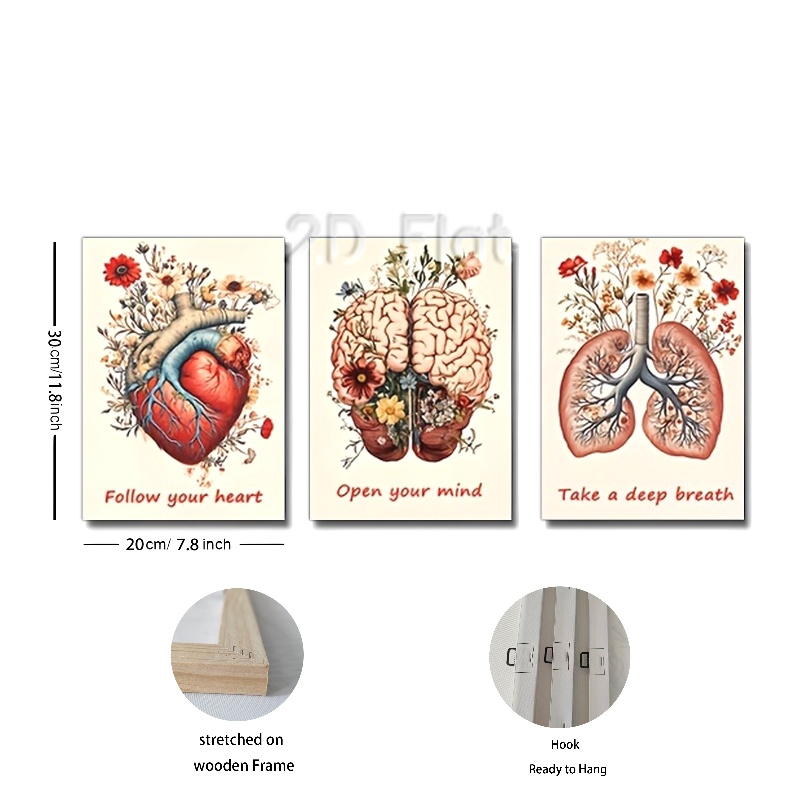 2D Flat
30cm/11.8inch
Follow your heart
Open your mind
Take a deep breath
20cm/ 7.8 inch
stretched on
wooden Frame
Hook
Ready to Hang